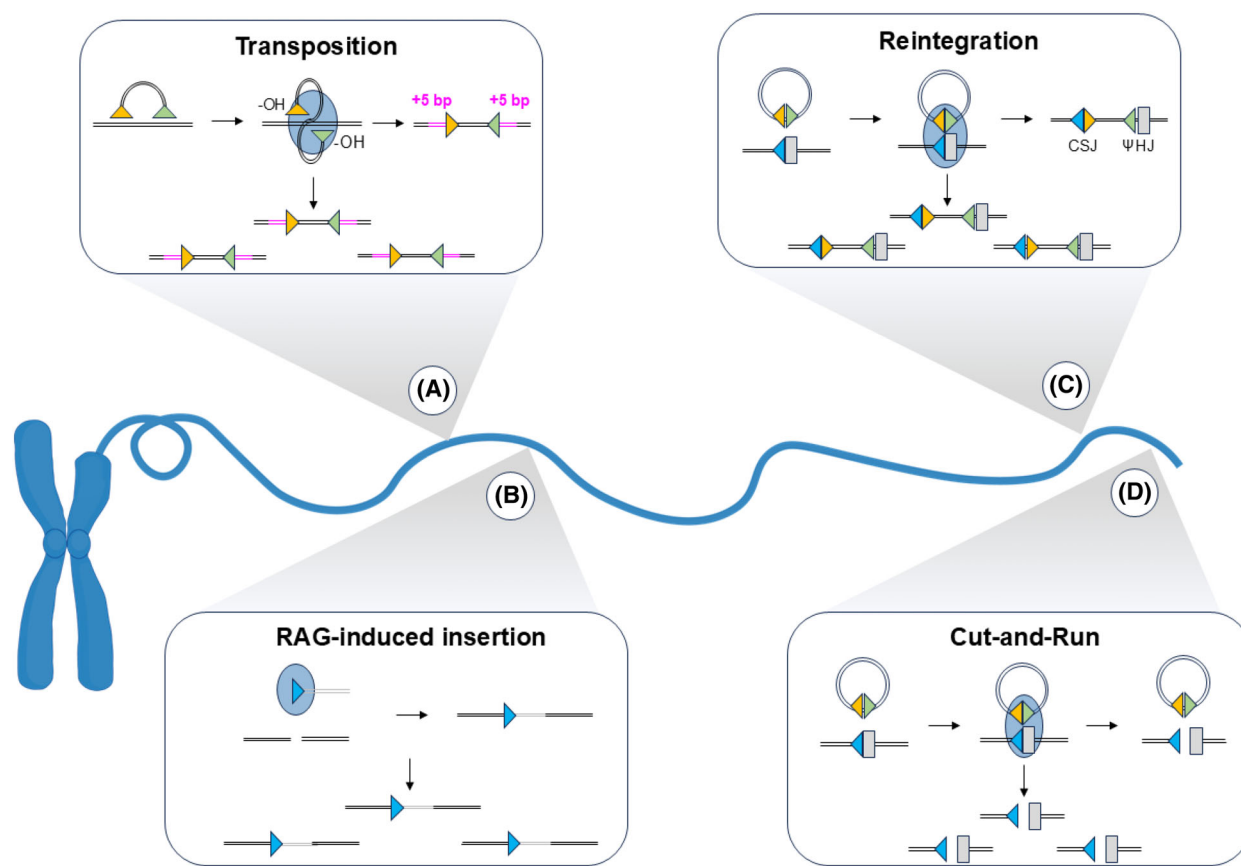 Transposition
-OH
-OH
+5 bp
+5 bp
Reintegration
CSJ
ΨHJ
(A)
(C)
(B)
(D)
RAG-induced insertion
Cut-and-Run